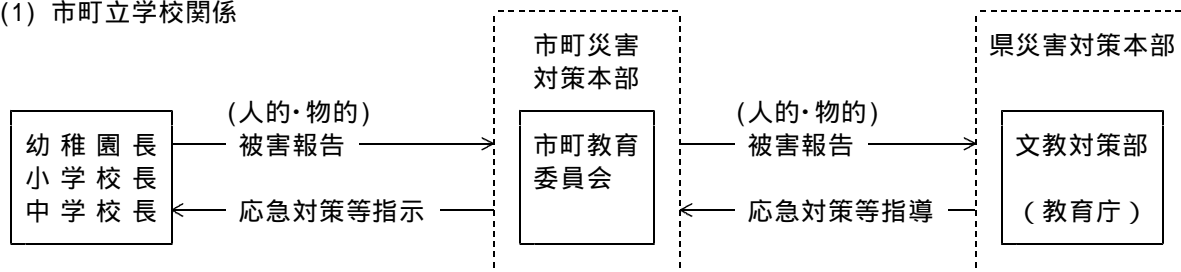 (1) 市町立学校関係
市町災害
対策本部
県災害対策本部
(人的・物的)
(人的・物的)
幼稚園長
被害報告
市町教育
被害報告
文教対策部
小学校長
委員会
中学校長
応急対策等指示
応急対策等指導
(教育庁)